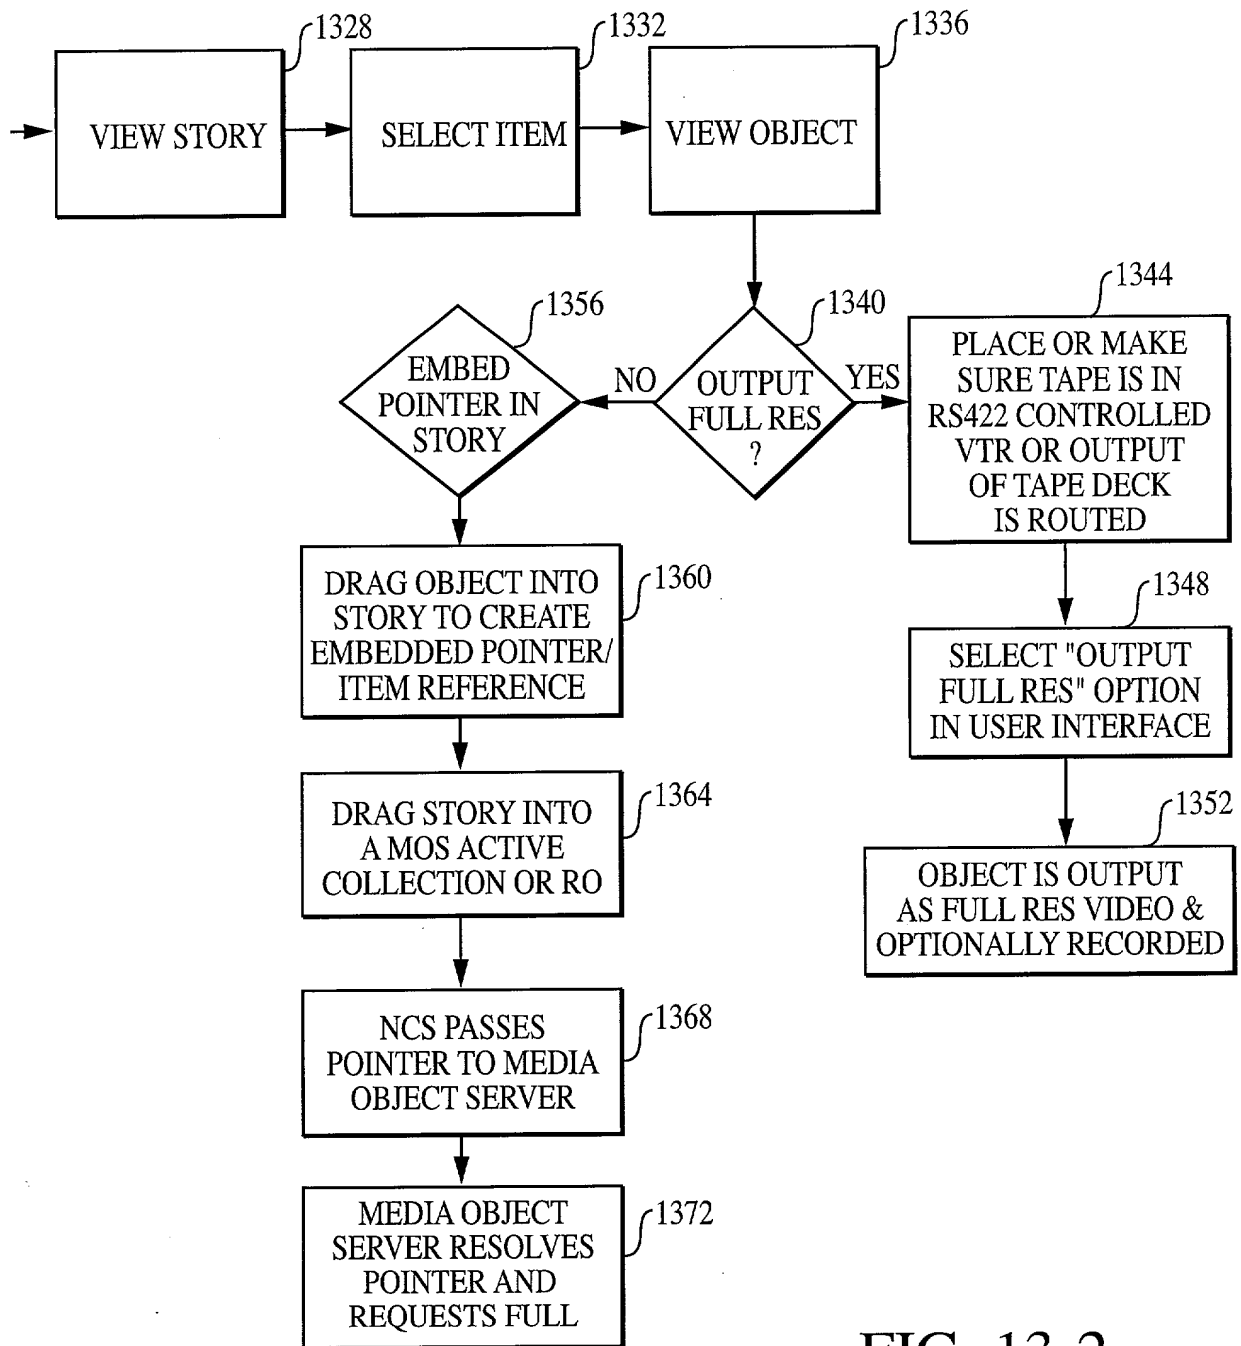 1328
1332
1336
VIEW STORY
SELECT ITEM
VIEW OBJECT
1356
1340
1344
EMBED
POINTER IN
STORY
NO
OUTPUT
FULL RES
?
YES
PLACE OR MAKE
SURE TAPE IS IN
RS422 CONTROLLED
VTR OR OUTPUT
OF TAPE DECK
IS ROUTED
1360
DRAG OBJECT INTO
STORY TO CREATE
EMBEDDED POINTER/
ITEM REFERENCE
1348
SELECT "OUTPUT
FULL RES" OPTION
IN USER INTERFACE
1364
DRAG STORY INTO
A MOS ACTIVE
COLLECTION OR RO
1352
OBJECT IS OUTPUT
AS FULL RES VIDEO &
OPTIONALLY RECORDED
1368
NCS PASSES
POINTER TO MEDIA
OBJECT SERVER
1372
MEDIA OBJECT
SERVER RESOLVES
POINTER AND
REQUESTS FULL
FIG. 13-2